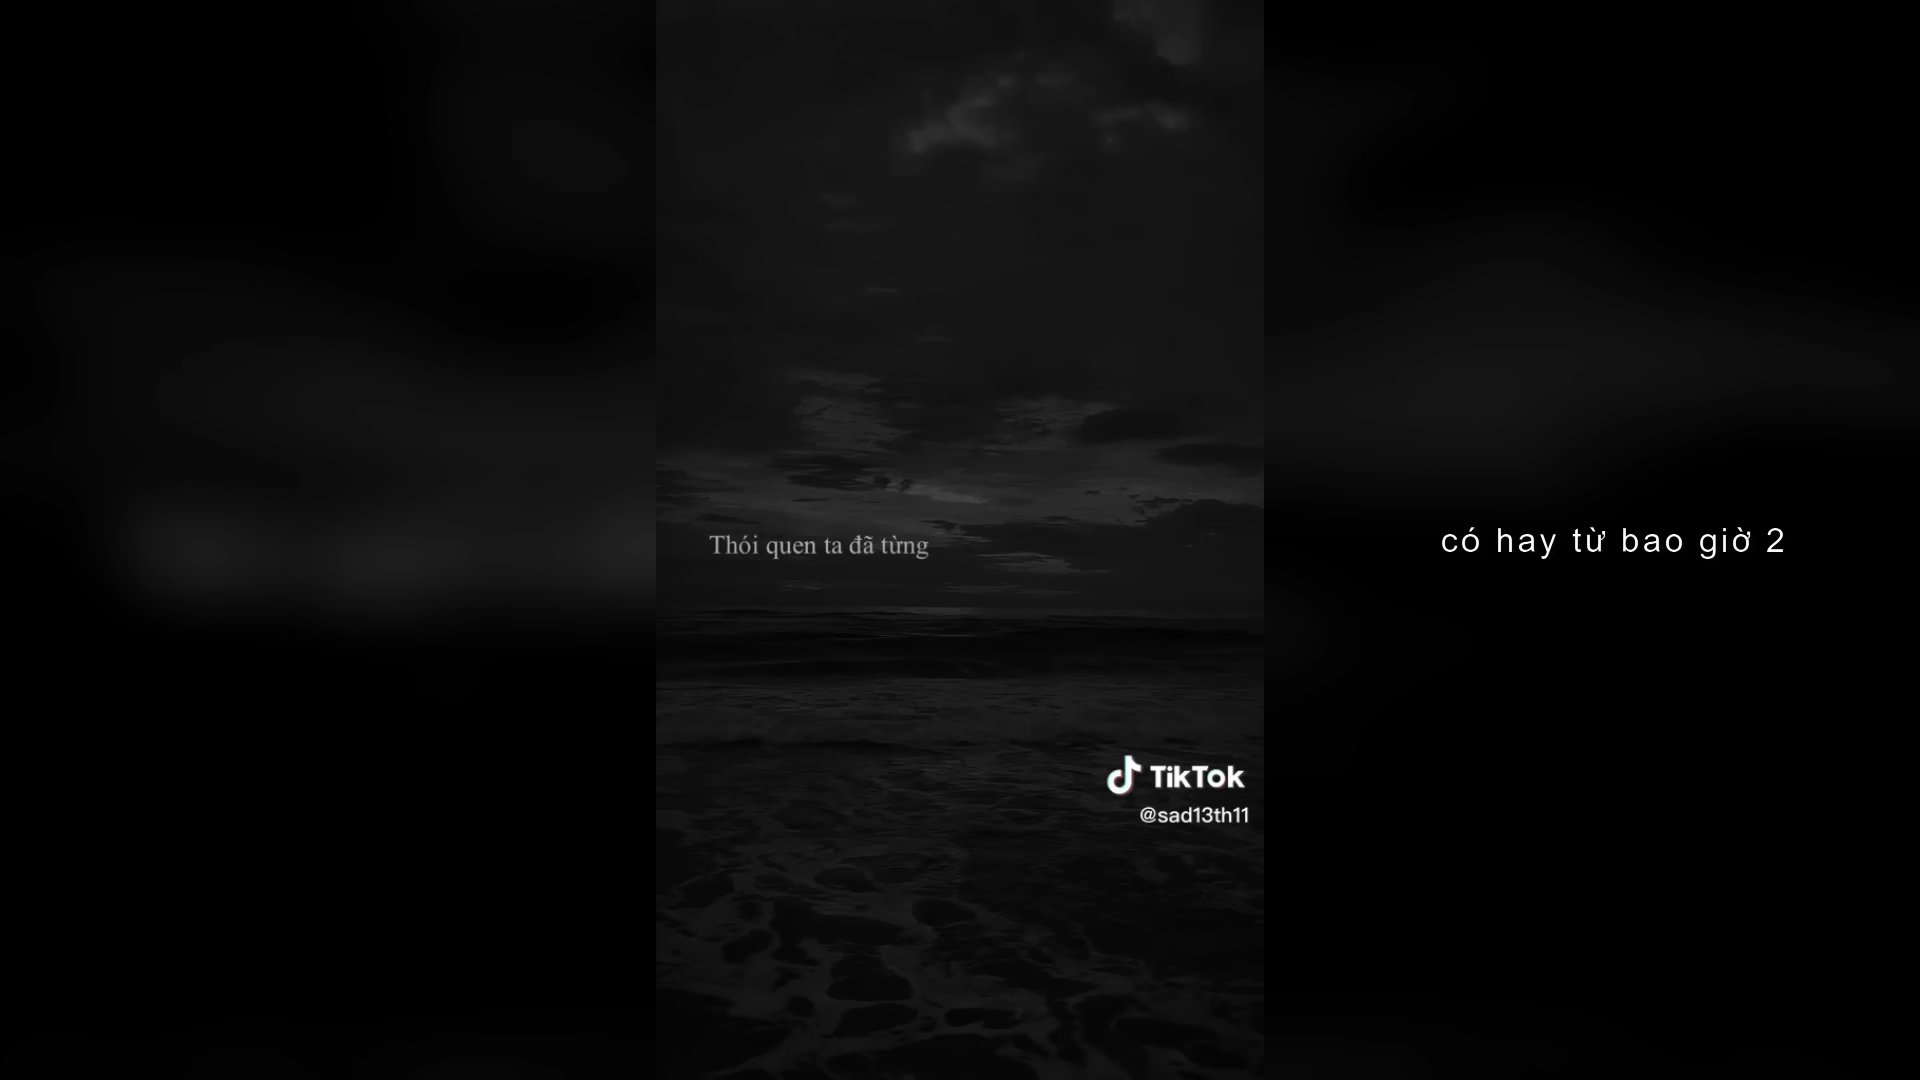 Thói quen ta đã từng
có hay từ bao giờ 2
TikTok
@sad13th11